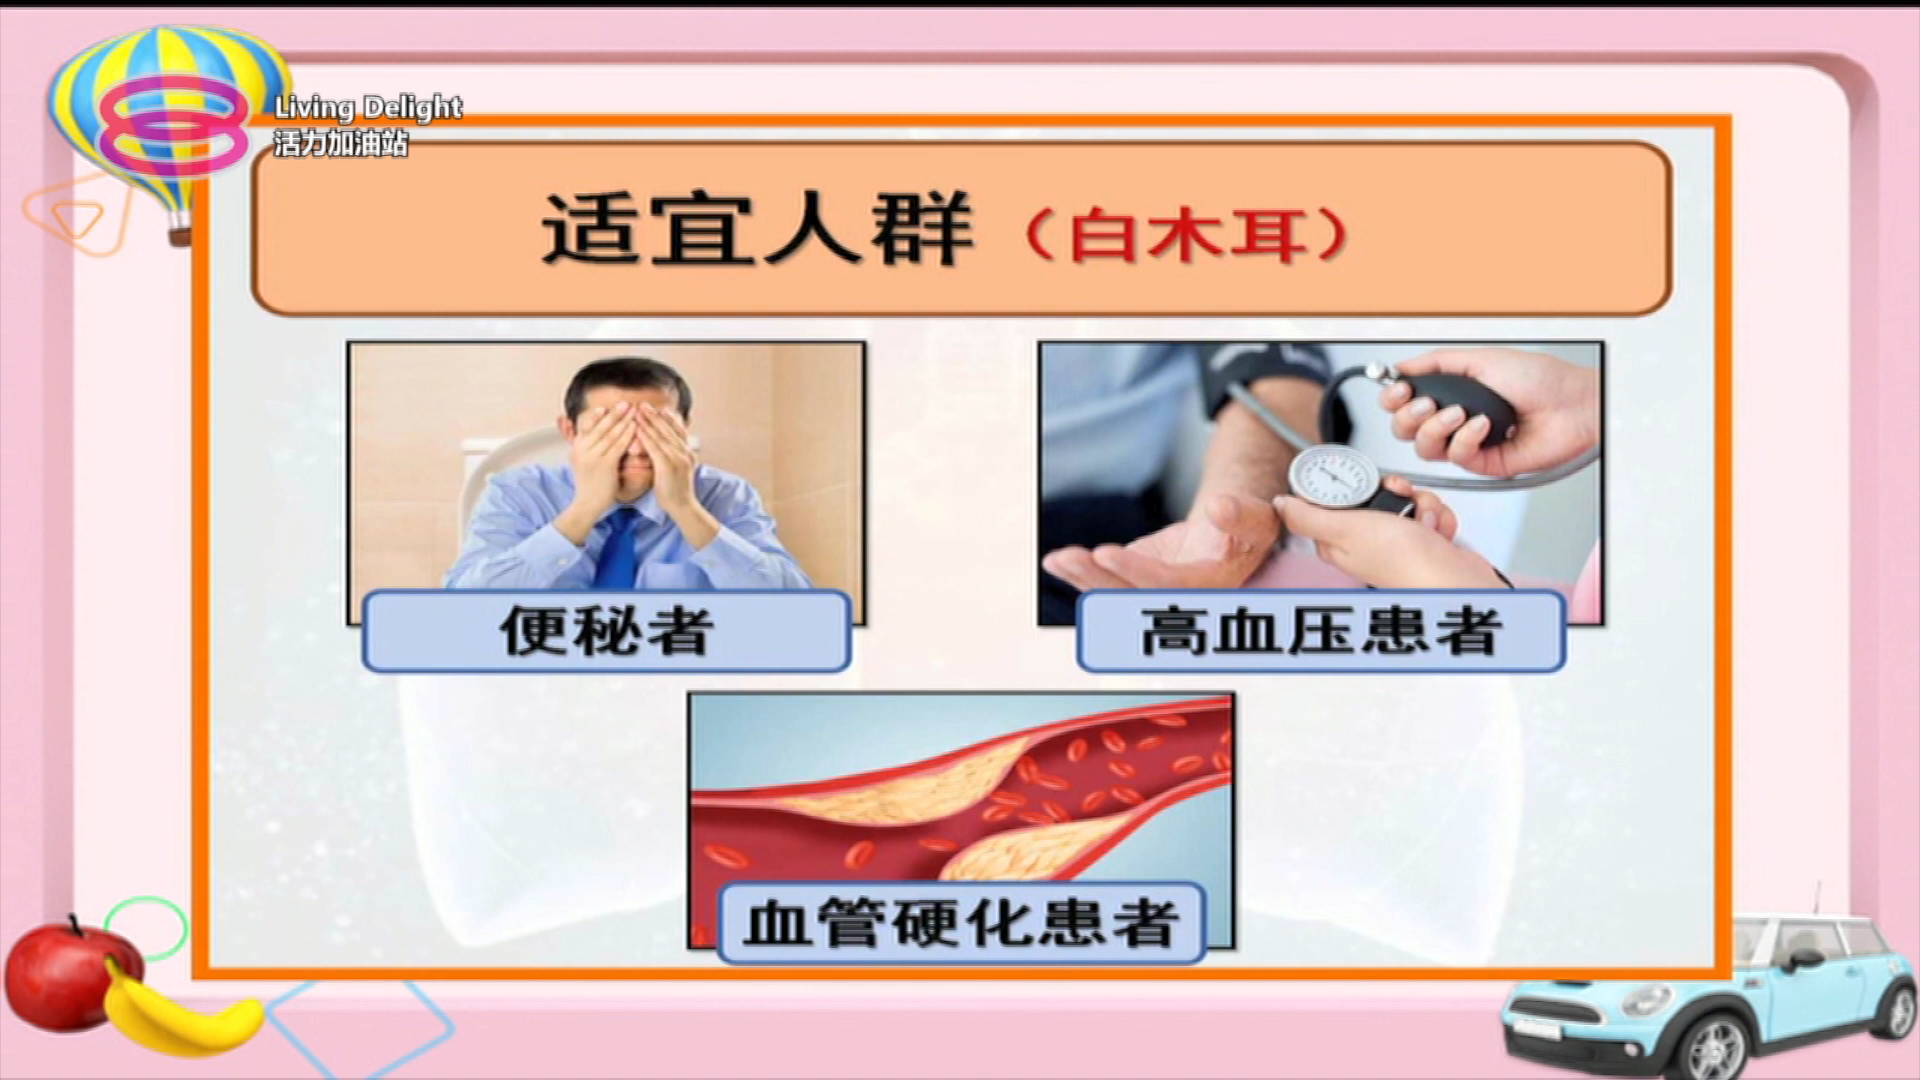 Living Delight
活力加油站
适宜人群（白木耳）
便秘者
高血压患者
血管硬化患者